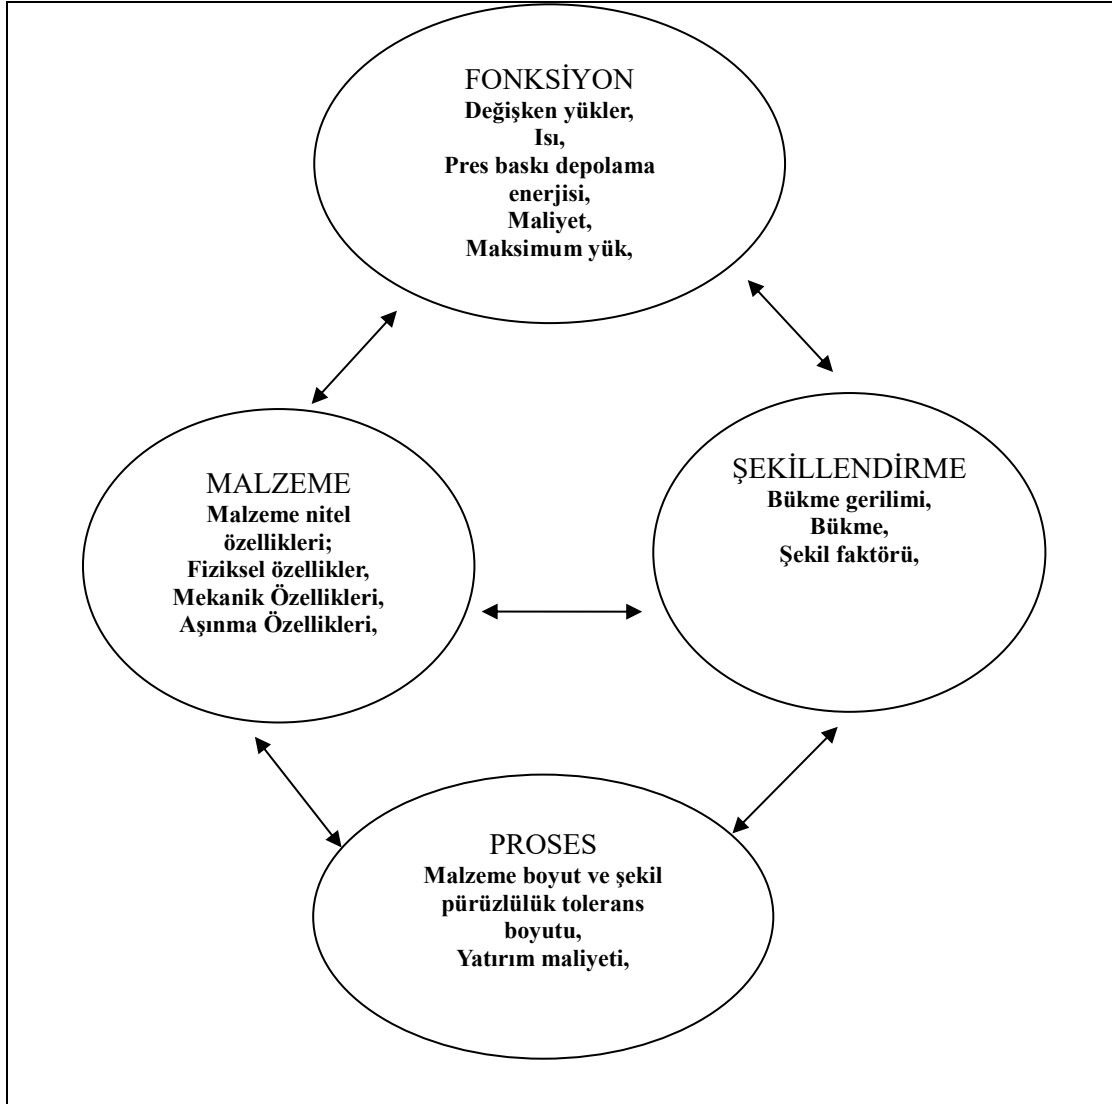 FONKSİYON
Değişken yükler,
Isı,
Pres baskı depolama
enerjisi,
Maliyet,
Maksimum yük,
MALZEME
Malzeme nitel
özellikleri;
Fiziksel özellikler,
Mekanik Özellikleri,
Aşınma Özellikleri,
ŞEKİLLENDİRME
Bükme gerilimi,
Bükme,
Şekil faktörü,
PROSES
Malzeme boyut ve şekil
pürüzlülük tolerans
boyutu,
Yatırım maliyeti,